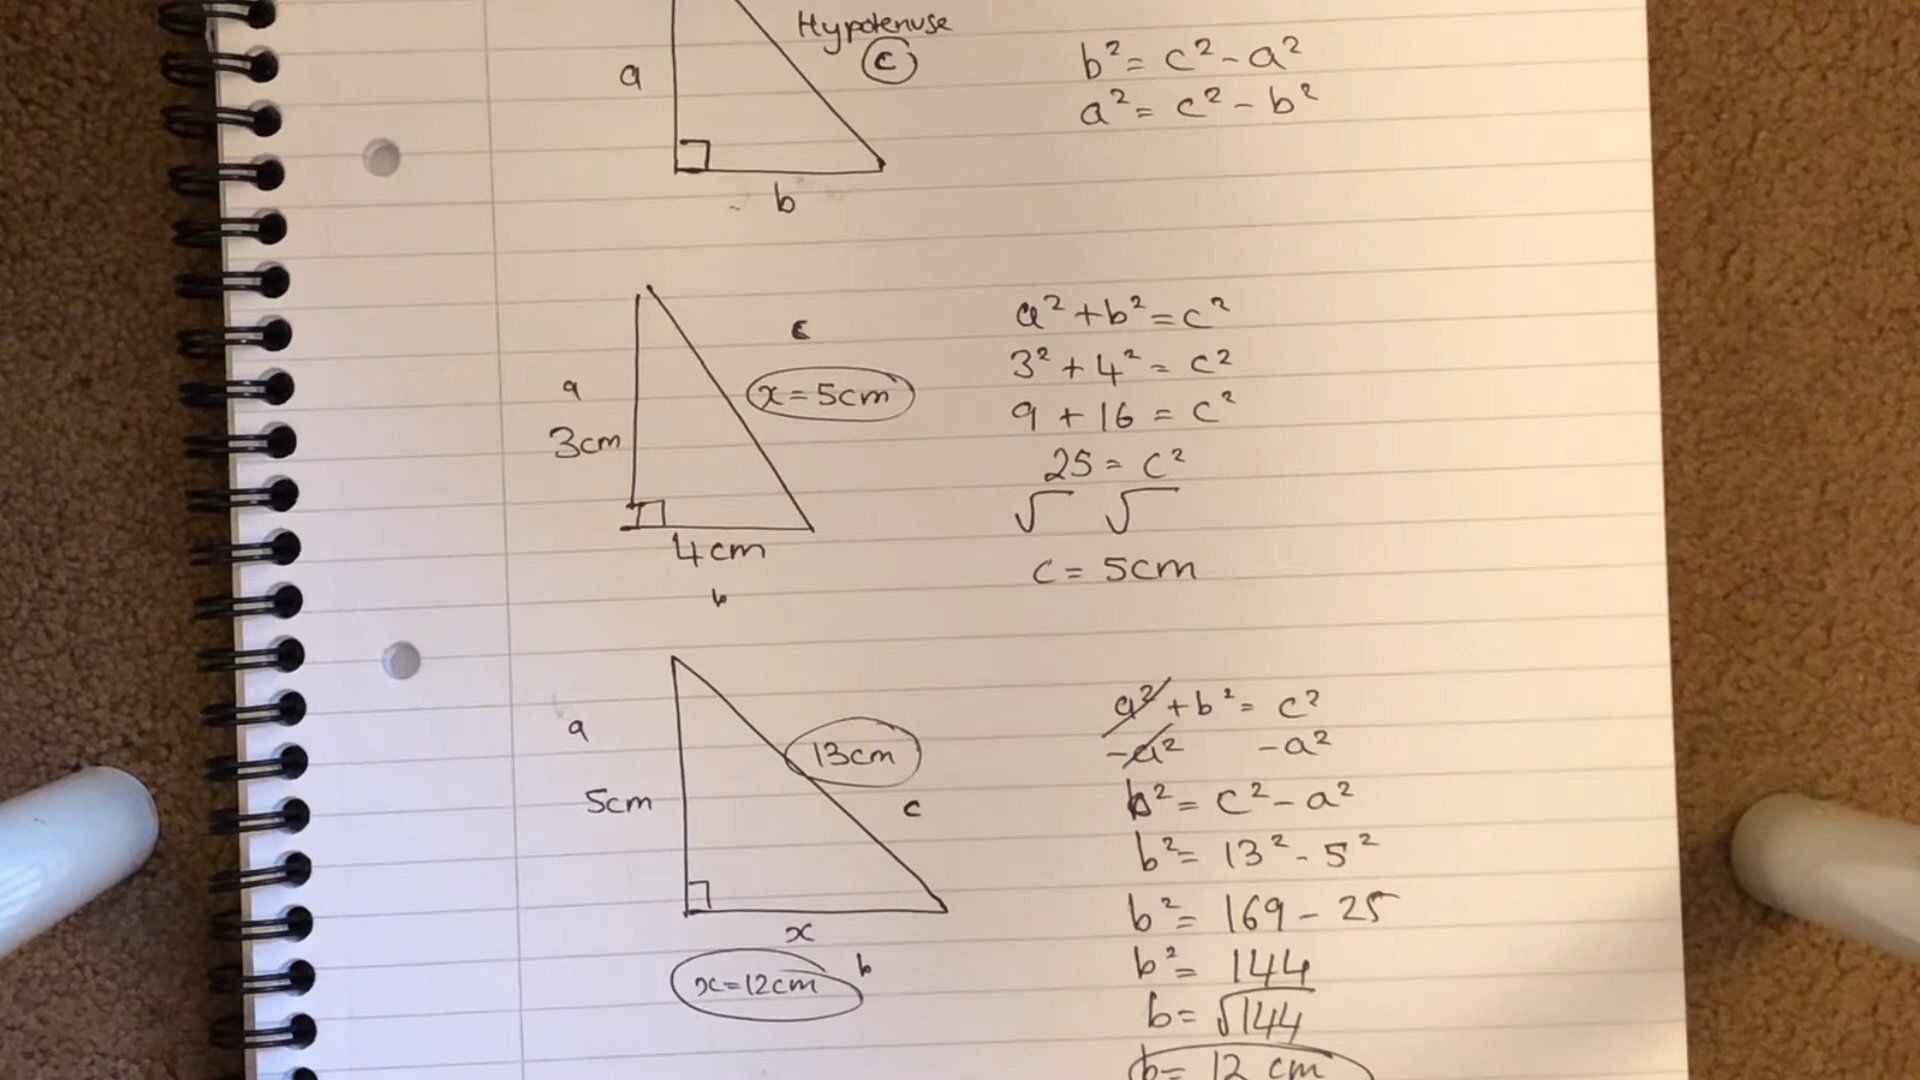 Hypotenuse
c
a
b
b² = c² - a²
a² = c² - b²
c
a
x = 5cm
3cm
4cm
b
a² + b² = c²
3² + 4² = c²
9 + 16 = c²
25 = c²
√ √
c = 5cm
a
13cm
5cm
c
x
b
x = 12cm
a² + b² = c²
-a² -a²
b² = c² - a²
b² = 13² - 5²
b² = 169 - 25
b² = 144
b = √144
b = 12 cm